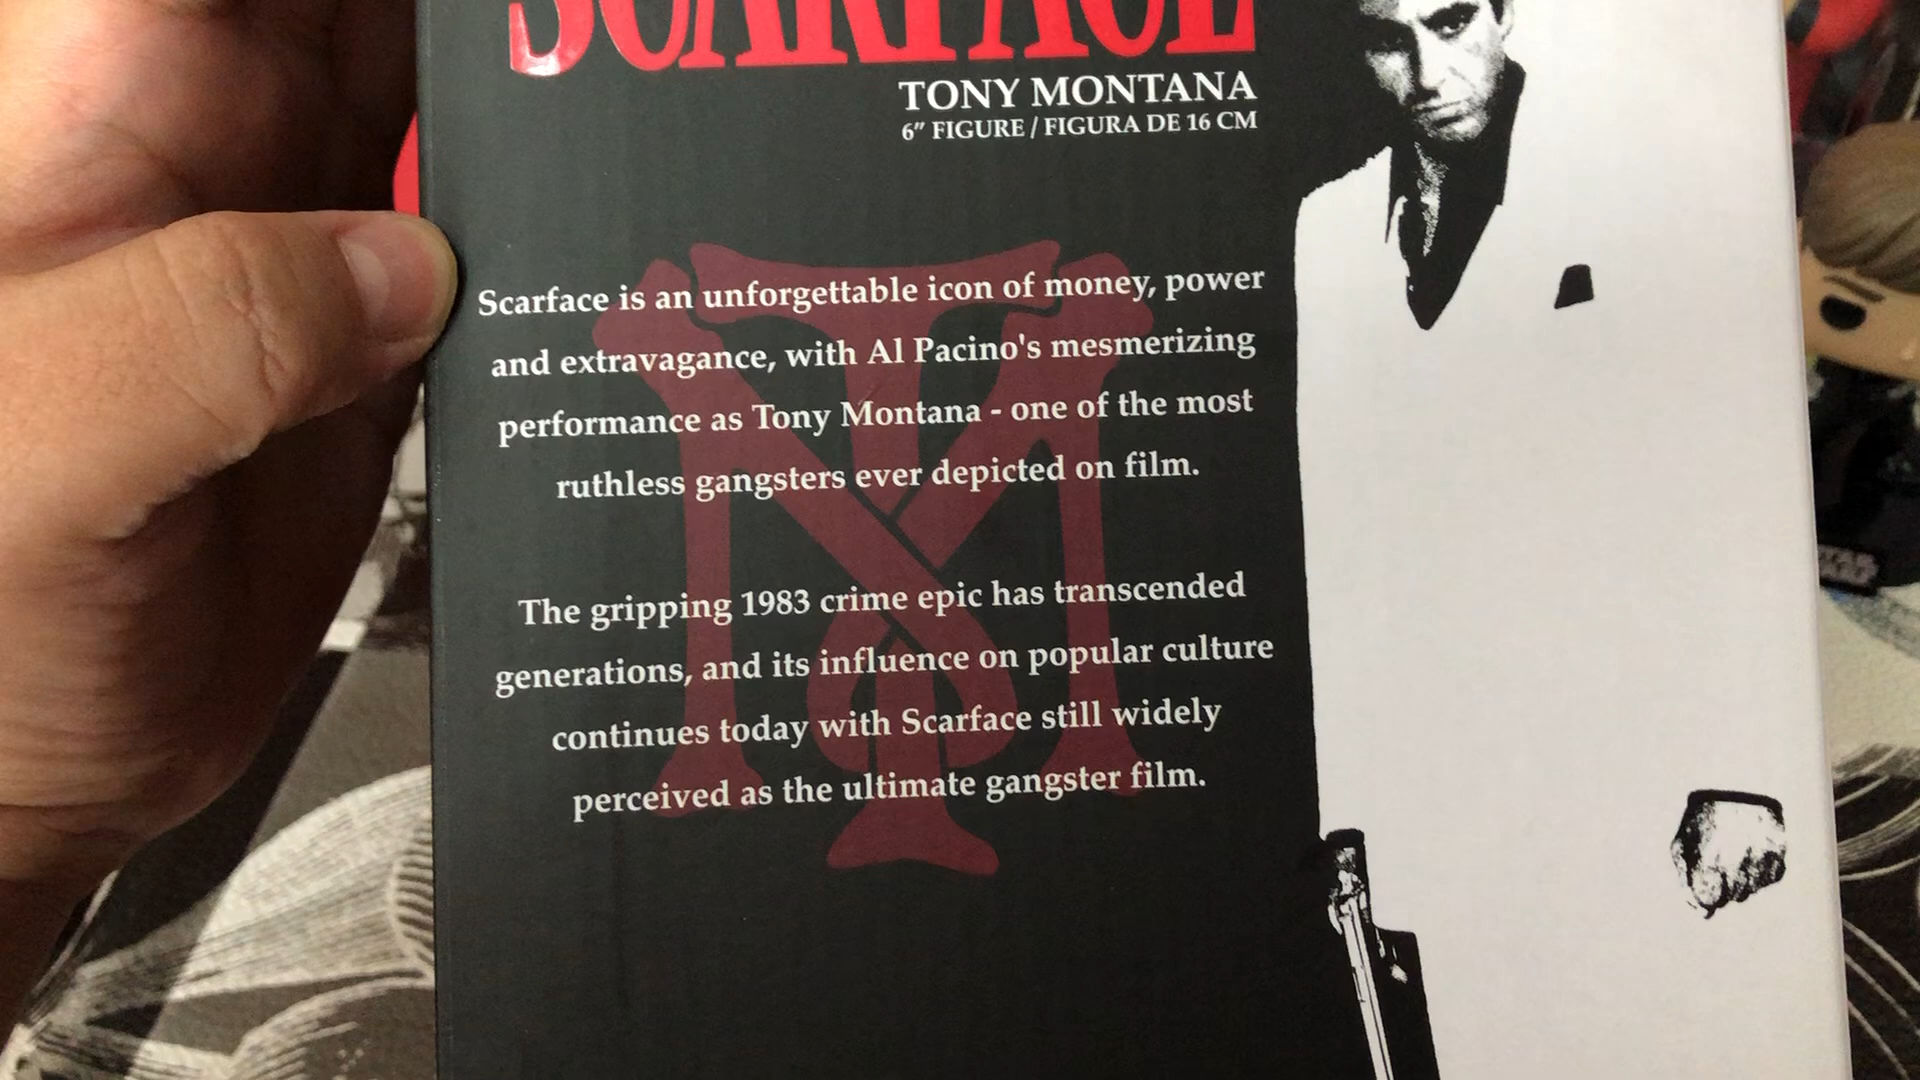 SCARFACE
TONY MONTANA
6" FIGURE / FIGURA DE 16 CM
Scarface is an unforgettable icon of money, power
and extravagance, with Al Pacino's mesmerizing
performance as Tony Montana - one of the most
ruthless gangsters ever depicted on film.
The gripping 1983 crime epic has transcended
generations, and its influence on popular culture
continues today with Scarface still widely
perceived as the ultimate gangster film.
STAR
WARS